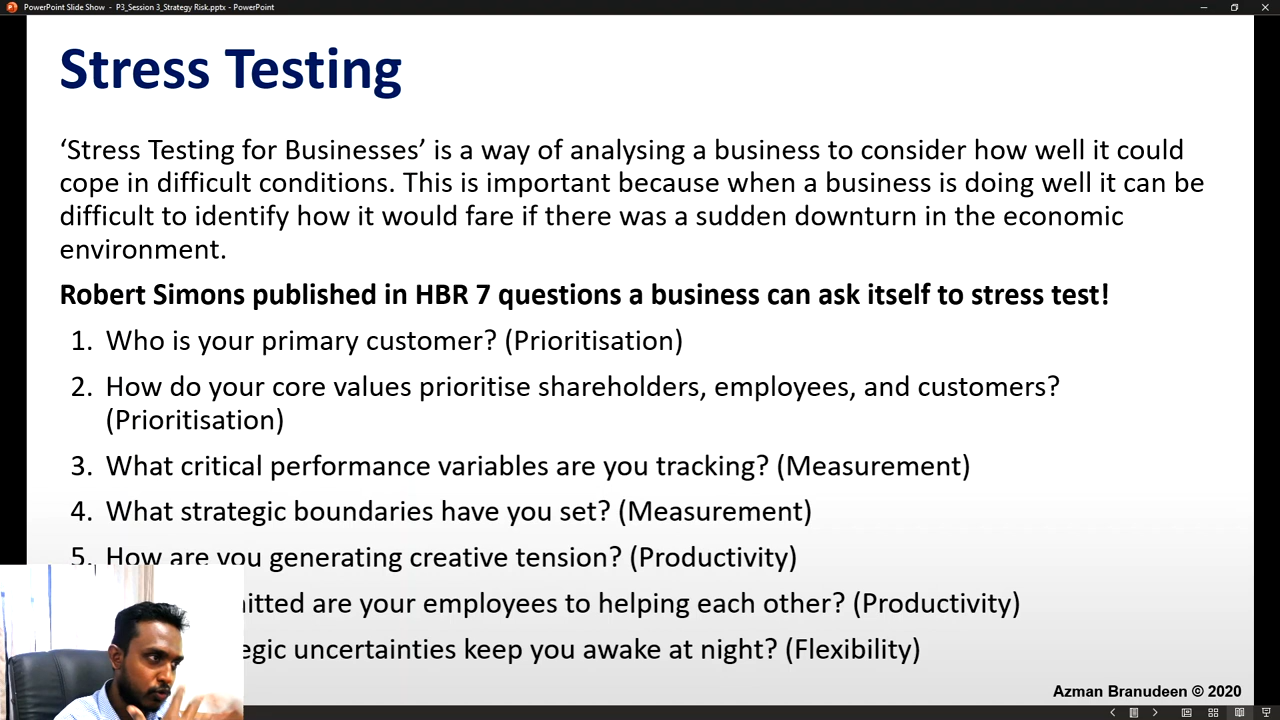 PowerPoint Slide Show - P3_Session 3_Strategy Risk.pptx - PowerPoint
Stress Testing
‘Stress Testing for Businesses’ is a way of analysing a business to consider how well it could
cope in difficult conditions. This is important because when a business is doing well it can be
difficult to identify how it would fare if there was a sudden downturn in the economic
environment.
Robert Simons published in HBR 7 questions a business can ask itself to stress test!
1. Who is your primary customer? (Prioritisation)
2. How do your core values prioritise shareholders, employees, and customers?
(Prioritisation)
3. What critical performance variables are you tracking? (Measurement)
4. What strategic boundaries have you set? (Measurement)
5. How are you generating creative tension? (Productivity)
are your employees to helping each other? (Productivity)
uncertainties keep you awake at night? (Flexibility)
Azman Branudeen © 2020